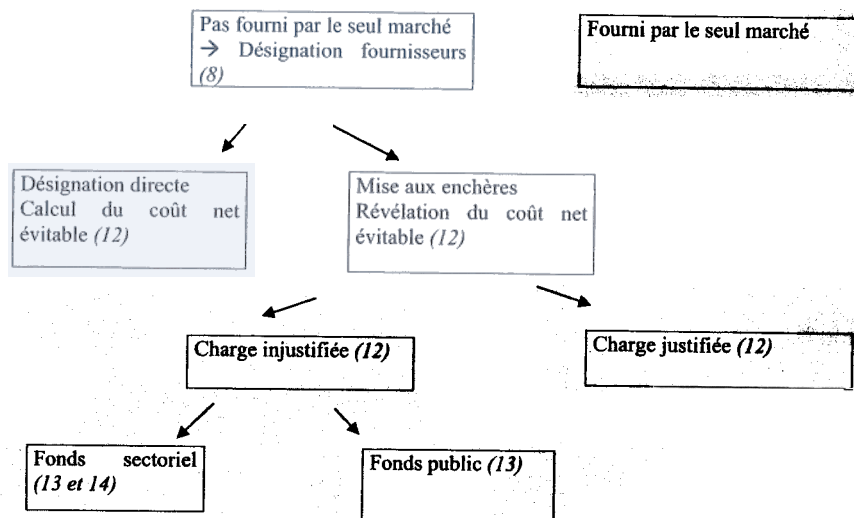 Pas fourni par le seul marché
→ Désignation fournisseurs
(8)
Fourni par le seul marché
Désignation directe
Calcul du coût net
évitable (12)
Mise aux enchères
Révélation du coût net
évitable (12)
Charge injustifiée (12)
Charge justifiée (12)
Fonds sectoriel
(13 et 14)
Fonds public (13)